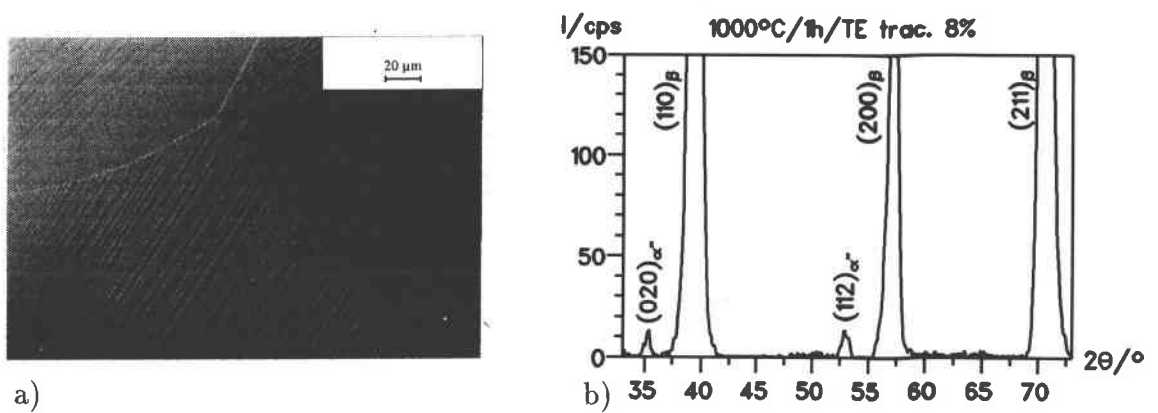 20 µm
a)
I/cps
1000°C/1h/TE trac. 8%
150
100
50
0
(020)α"
(110)β
(112)α"
(200)β
(211)β
35 40 45 50 55 60 65 70
2θ/°
b)